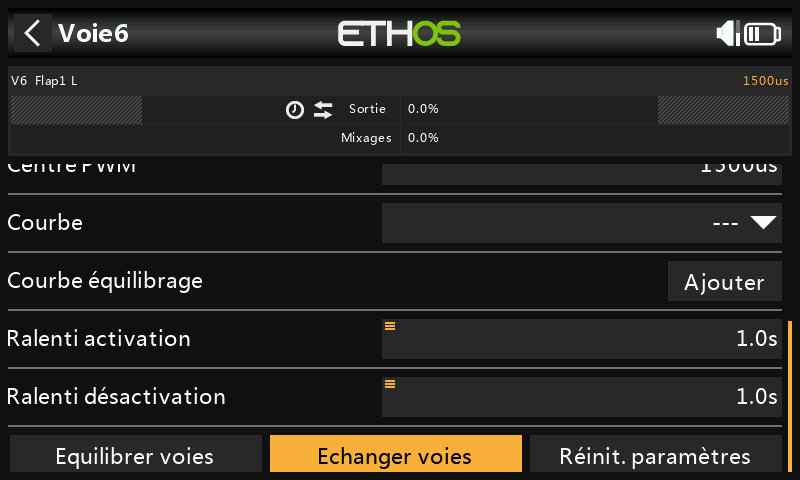 Voie6
ETHOS
V6 Flap1 L
1500us
Sortie 0.0%
Mixages 0.0%
Centre PWM 1500us
Courbe ---
Courbe équilibrage Ajouter
Ralenti activation 1.0s
Ralenti désactivation 1.0s
Equilibrer voies Echanger voies Réinit. paramètres